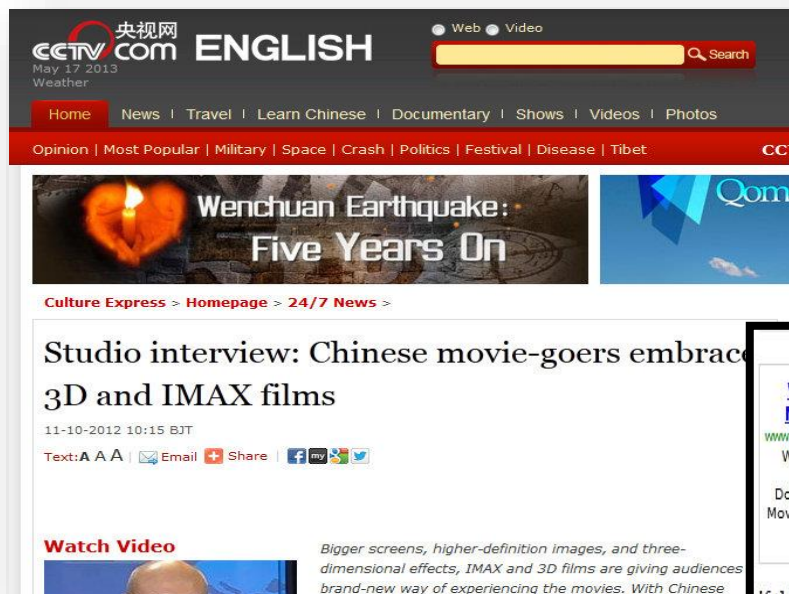 央视网
CCTV com ENGLISH
May 17 2013
Weather
Web Video
Search
Home News Travel Learn Chinese Documentary Shows Videos Photos
Opinion | Most Popular | Military | Space | Crash | Politics | Festival | Disease | Tibet
Wenchuan Earthquake:
Five Years On
Qom
Culture Express > Homepage > 24/7 News >
Studio interview: Chinese movie-goers embrace
3D and IMAX films
11-10-2012 10:15 BJT
Text:A A A | Email Share |
my
www
Watch Video
Bigger screens, higher-definition images, and three-
dimensional effects, IMAX and 3D films are giving audiences
brand-new way of experiencing the movies. With Chinese